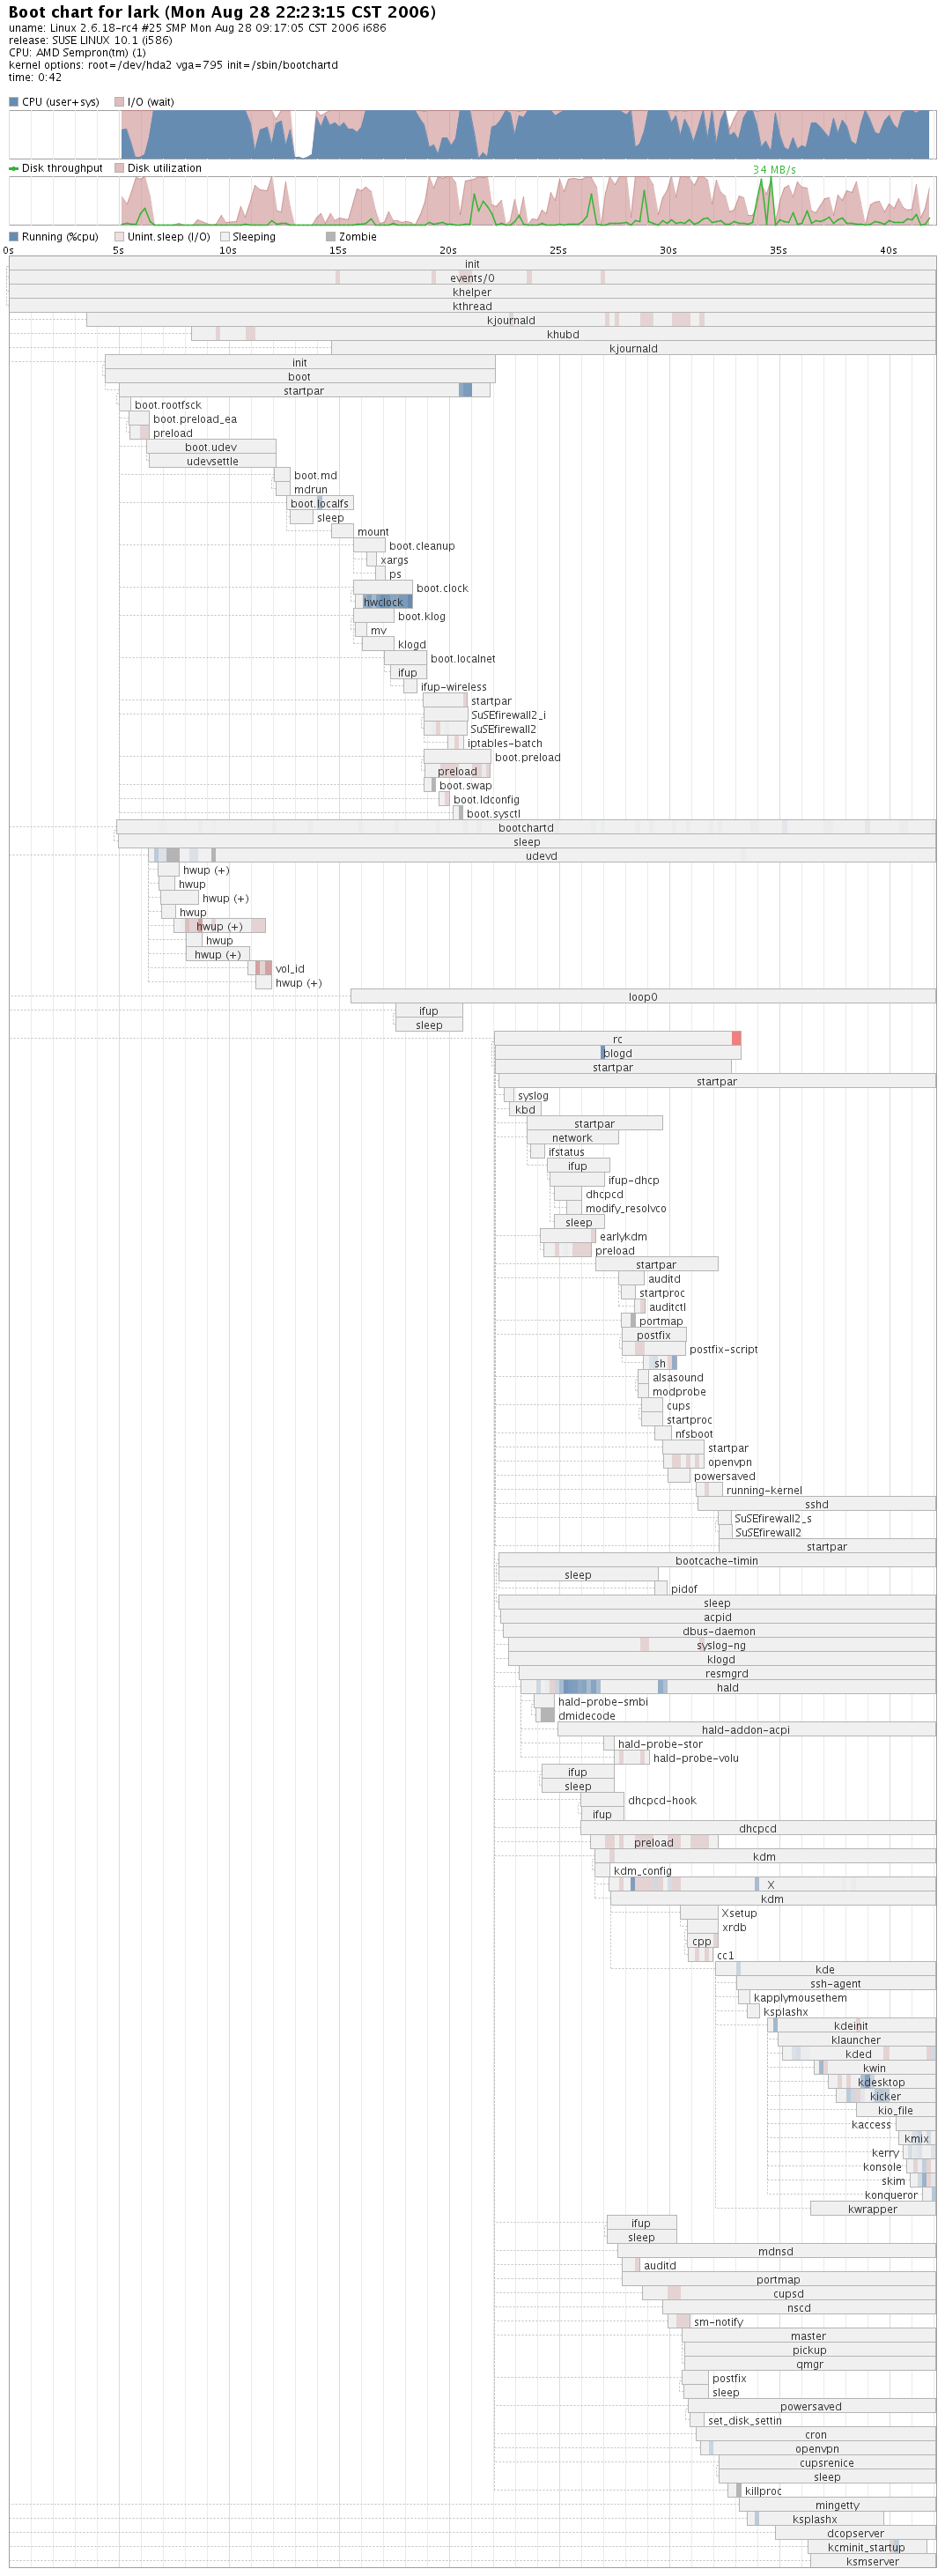 Boot chart for lark (Mon Aug 28 22:23:15 CST 2006)
uname: Linux 2.6.18-rc4 #25 SMP Mon Aug 28 09:17:05 CST 2006 i686
release: SUSE LINUX 10.1 (i586)
CPU: AMD Sempron(tm) (1)
kernel options: root=/dev/hda2 vga=795 init=/sbin/bootchartd
time: 0:42
CPU (user+sys) I/O (wait)
Disk throughput Disk utilization
34 MB/s
Running (%cpu) Unint.sleep (I/O) Sleeping Zombie
0s 5s 10s 15s 20s 25s 30s 35s 40s
init
events/0
khelper
kthread
kjournald
khubd
kjournald
init
boot
startpar
boot.rootfsck
boot.preload_ea
preload
boot.udev
udevsettle
boot.md
mdrun
boot.localfs
sleep
mount
boot.cleanup
xargs
ps
boot.clock
hwclock
boot.klog
mv
klogd
boot.localnet
ifup
ifup-wireless
startpar
SuSEfirewall2_i
SuSEfirewall2
iptables-batch
boot.preload
preload
boot.swap
boot.ldconfig
boot.sysctl
bootchartd
sleep
udevd
hwup (+)
hwup
hwup (+)
hwup
hwup (+)
hwup
hwup (+)
vol_id
hwup (+)
loop0
ifup
sleep
rc
blogd
startpar
startpar
syslog
kbd
startpar
network
ifstatus
ifup
ifup-dhcp
dhcpcd
modify_resolvco
sleep
earlykdm
preload
startpar
auditd
startproc
auditctl
portmap
postfix
postfix-script
sh
alsasound
modprobe
cups
startproc
nfsboot
startpar
openvpn
powersaved
running-kernel
sshd
SuSEfirewall2_s
SuSEfirewall2
startpar
bootcache-timin
sleep
pidof
sleep
acpid
dbus-daemon
syslog-ng
klogd
resmgrd
hald
hald-probe-smbi
dmidecode
hald-addon-acpi
hald-probe-stor
hald-probe-volu
ifup
sleep
dhcpcd-hook
ifup
dhcpcd
preload
kdm
kdm_config
X
kdm
Xsetup
xrdb
cpp
cc1
kde
ssh-agent
kapplymousethem
ksplashx
kdeinit
klauncher
kded
kwin
kdesktop
kicker
kio_file
kaccess
kmix
kerry
konsole
skim
konqueror
kwrapper
ifup
sleep
mdnsd
auditd
portmap
cupsd
nscd
sm-notify
master
pickup
qmgr
postfix
sleep
powersaved
set_disk_settin
cron
openvpn
cupsrenice
sleep
killproc
mingetty
ksplashx
dcopserver
kcminit_startup
ksmserver